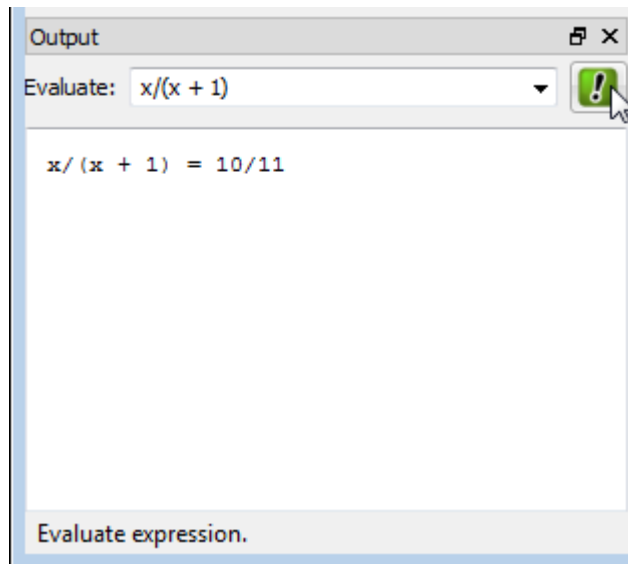 Output
Evaluate: x/(x + 1)
x/(x + 1) = 10/11
Evaluate expression.